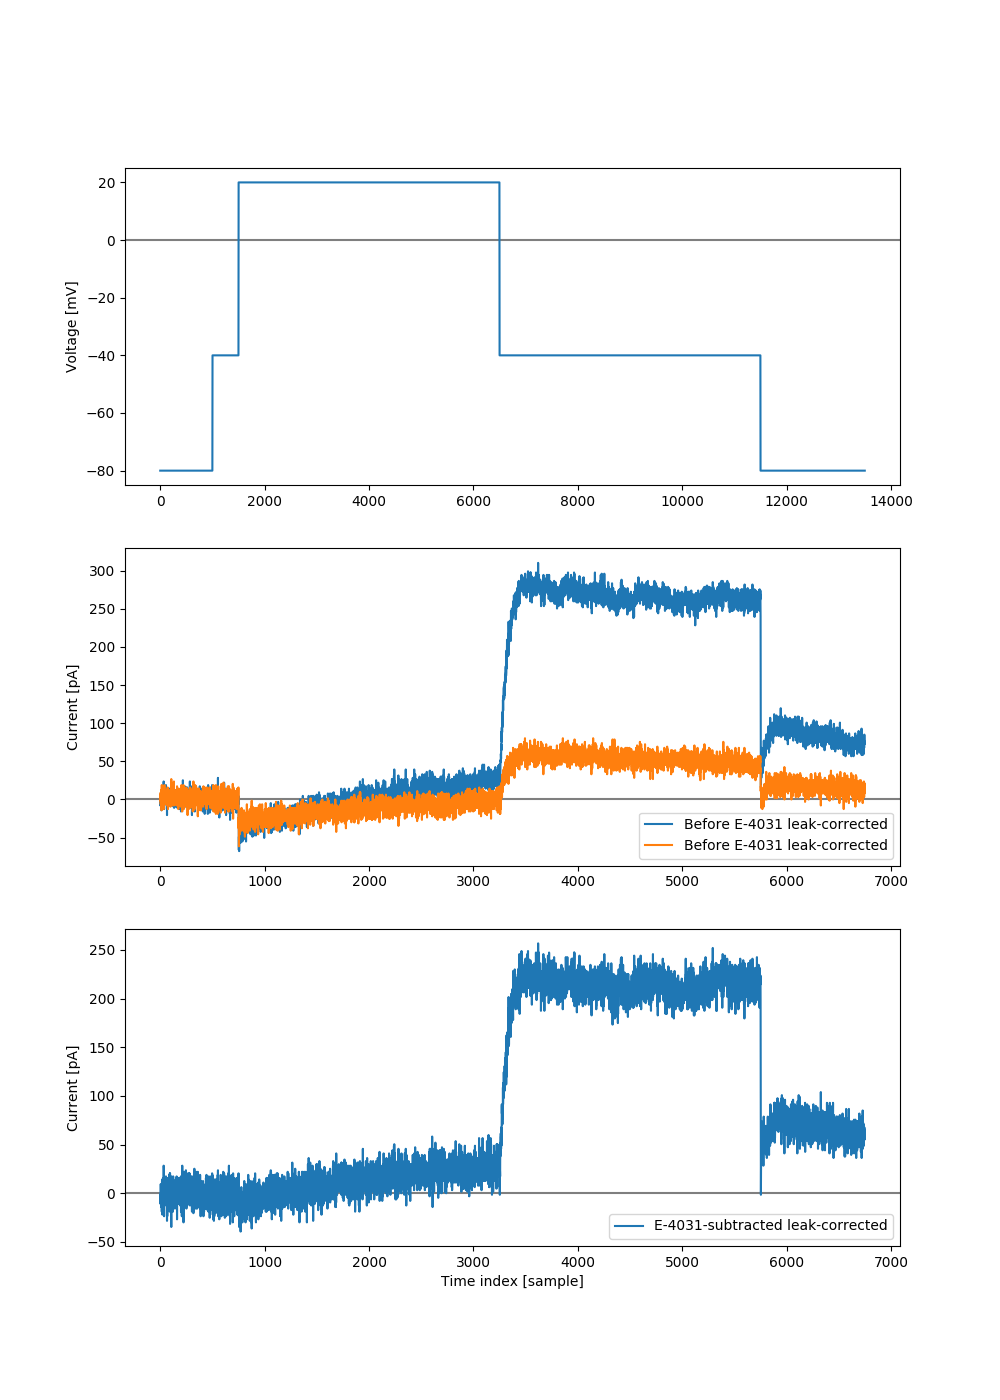 20
0
−20
−40
−60
−80
Voltage [mV]
0 2000 4000 6000 8000 10000 12000 14000
300
250
200
150
100
50
0
−50
Current [pA]
Before E-4031 leak-corrected
Before E-4031 leak-corrected
0 1000 2000 3000 4000 5000 6000 7000
250
200
150
100
50
0
−50
Current [pA]
E-4031-subtracted leak-corrected
0 1000 2000 3000 4000 5000 6000 7000
Time index [sample]